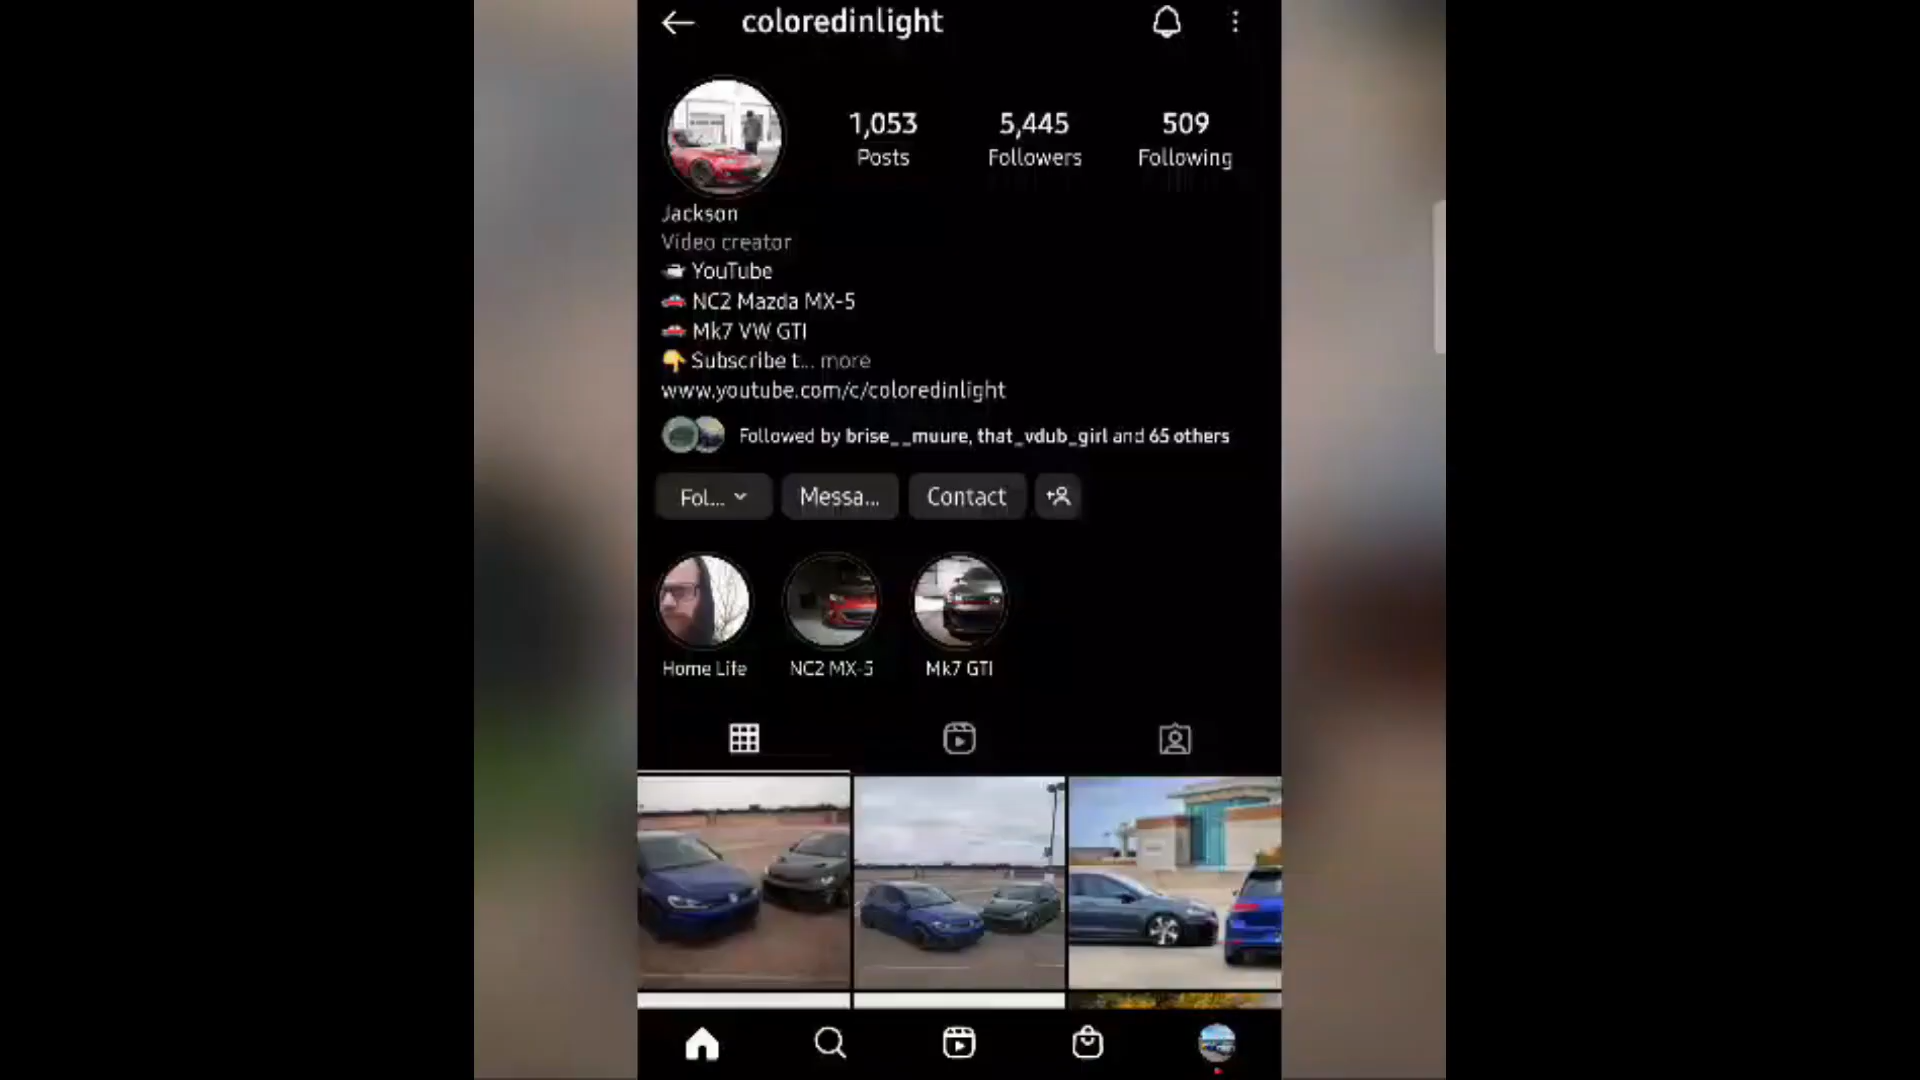 coloredinlight
1,053
Posts
5,445
Followers
509
Following
Jackson
Video creator
YouTube
NC2 Mazda MX-5
Mk7 VW GTI
Subscribe t... more
www.youtube.com/c/coloredinlight
Followed by brise__muure, that_vdub_girl and 65 others
Fol...
Messa...
Contact
Home Life
NC2 MX-5
Mk7 GTI